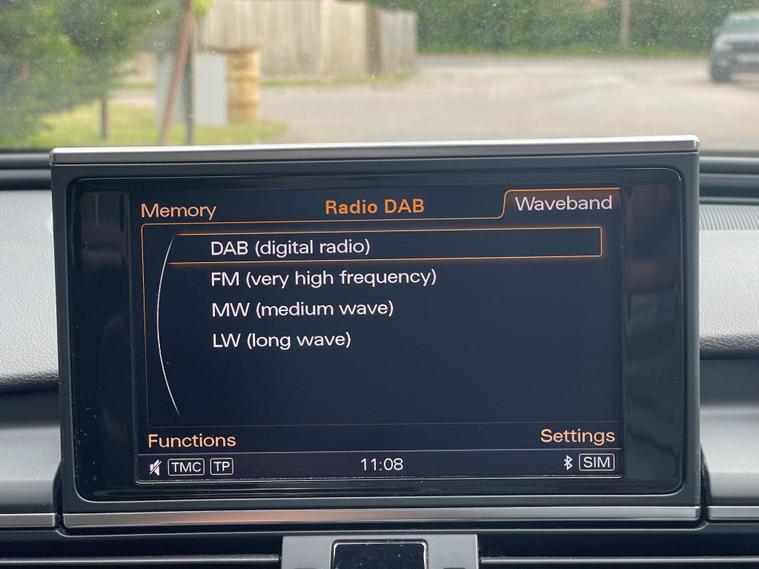 Memory Radio DAB Waveband
DAB (digital radio)
FM (very high frequency)
MW (medium wave)
LW (long wave)
Functions Settings
TMC TP 11:08 SIM